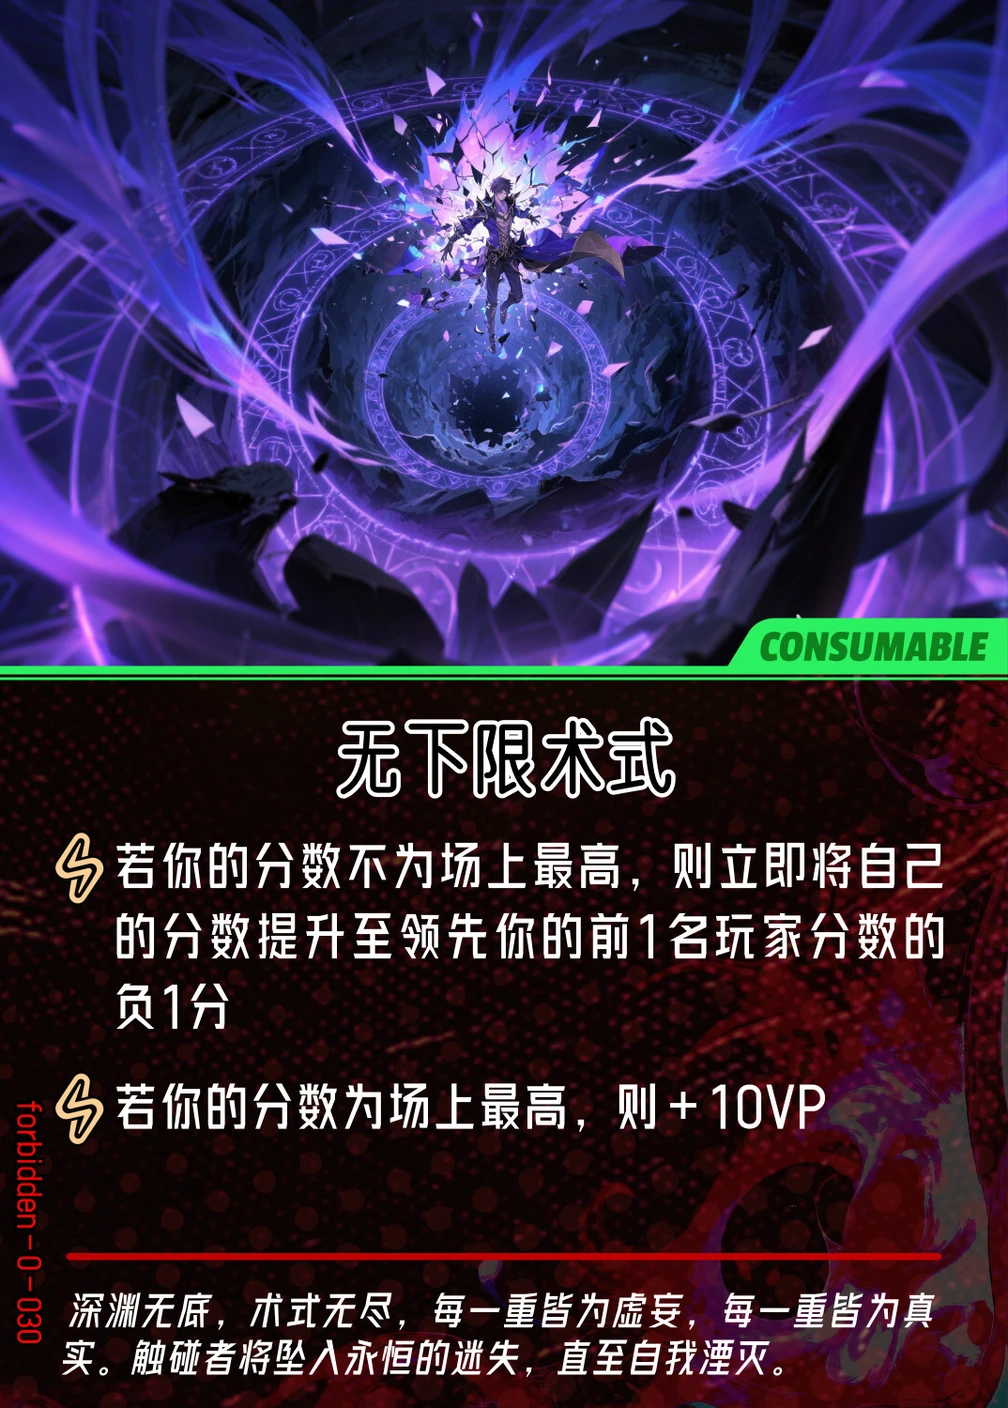 CONSUMABLE
无下限术式
若你的分数不为场上最高，则立即将自己
的分数提升至领先你的前1名玩家分数的
负1分
若你的分数为场上最高，则＋10VP
forbidden-0-030
深渊无底，术式无尽，每一重皆为虚妄，每一重皆为真
实。触碰者将坠入永恒的迷失，直至自我湮灭。